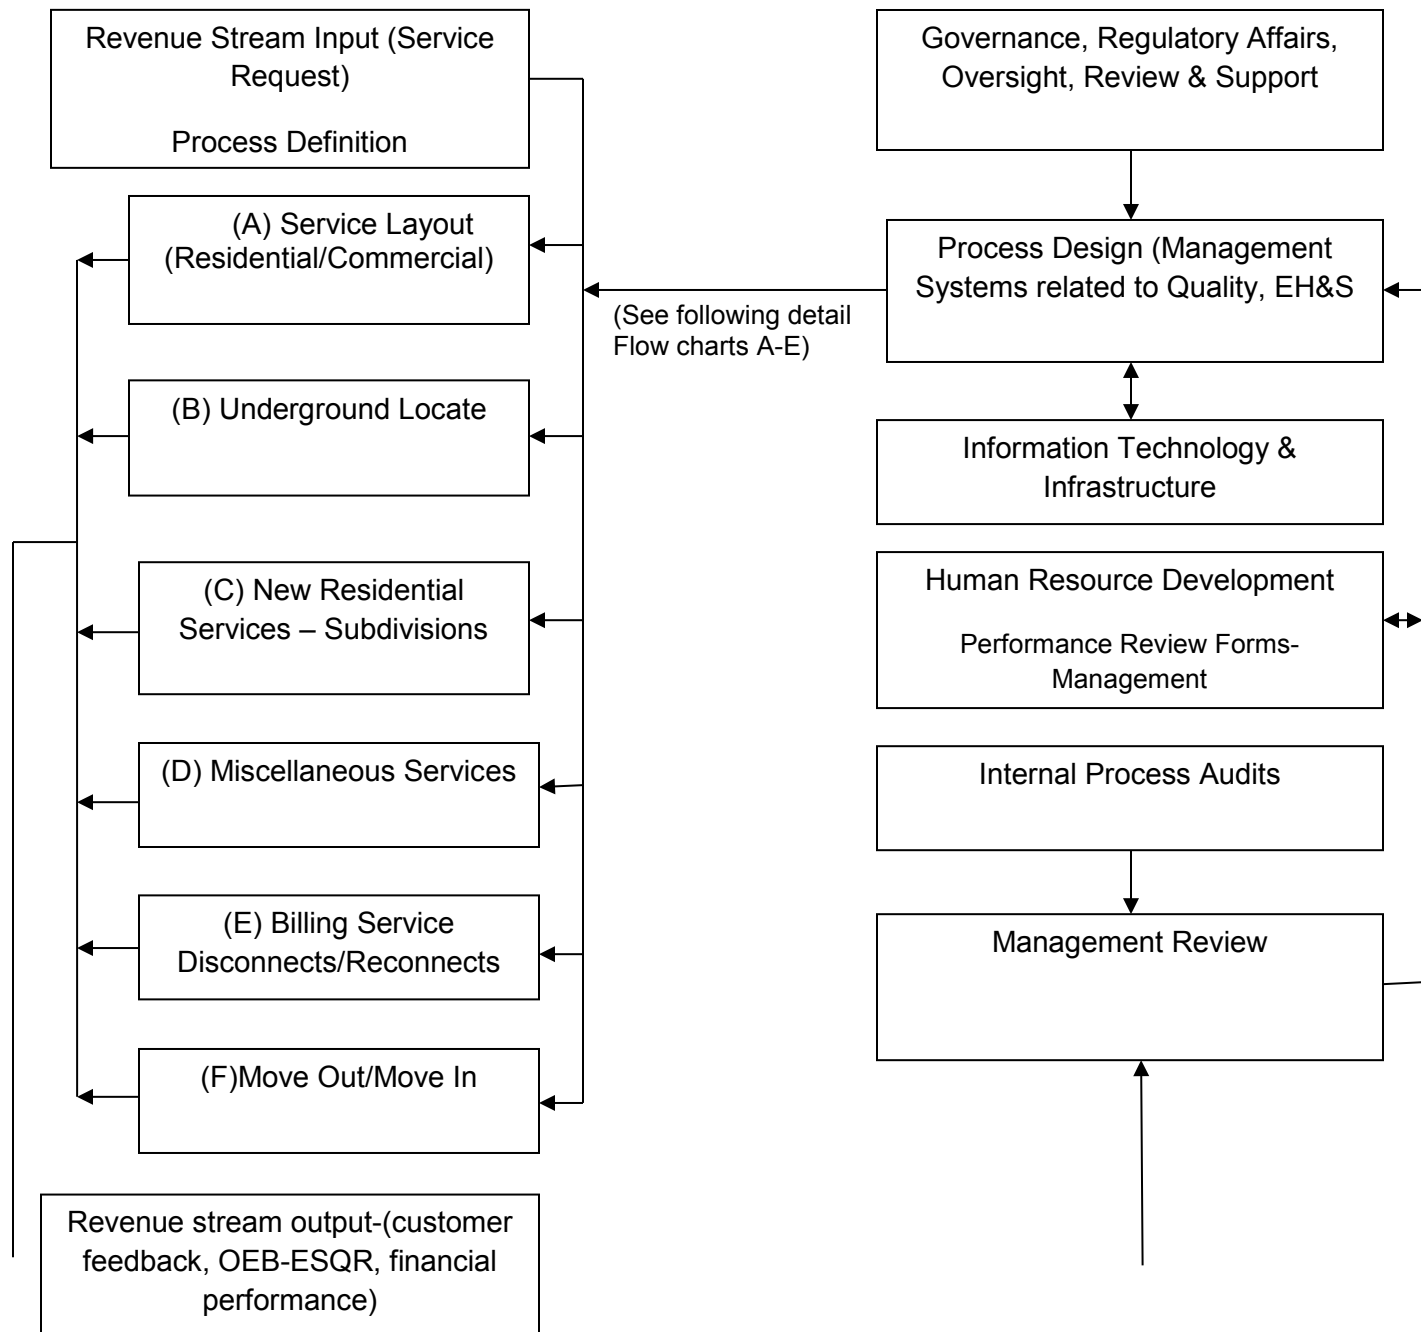 Revenue Stream Input (Service
Request)
Process Definition
(A) Service Layout
(Residential/Commercial)
(B) Underground Locate
(C) New Residential
Services – Subdivisions
(D) Miscellaneous Services
(E) Billing Service
Disconnects/Reconnects
(F)Move Out/Move In
Revenue stream output-(customer
feedback, OEB-ESQR, financial
performance)
(See following detail
Flow charts A-E)
Governance, Regulatory Affairs,
Oversight, Review & Support
Process Design (Management
Systems related to Quality, EH&S
Information Technology &
Infrastructure
Human Resource Development
Performance Review Forms-
Management
Internal Process Audits
Management Review